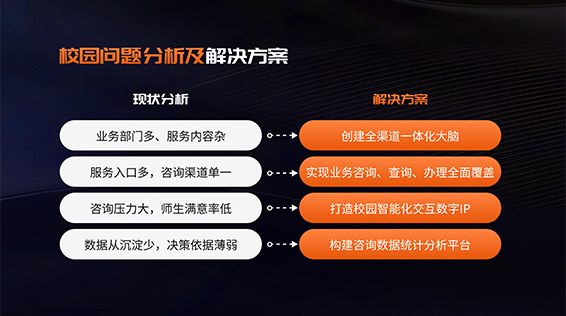 校园问题分析及解决方案
现状分析 解决方案
业务部门多、服务内容杂 创建全渠道一体化大脑
服务入口多，咨询渠道单一 实现业务咨询、查询、办理全面覆盖
咨询压力大，师生满意率低 打造校园智能化交互数字IP
数据从沉淀少，决策依据薄弱 构建咨询数据统计分析平台